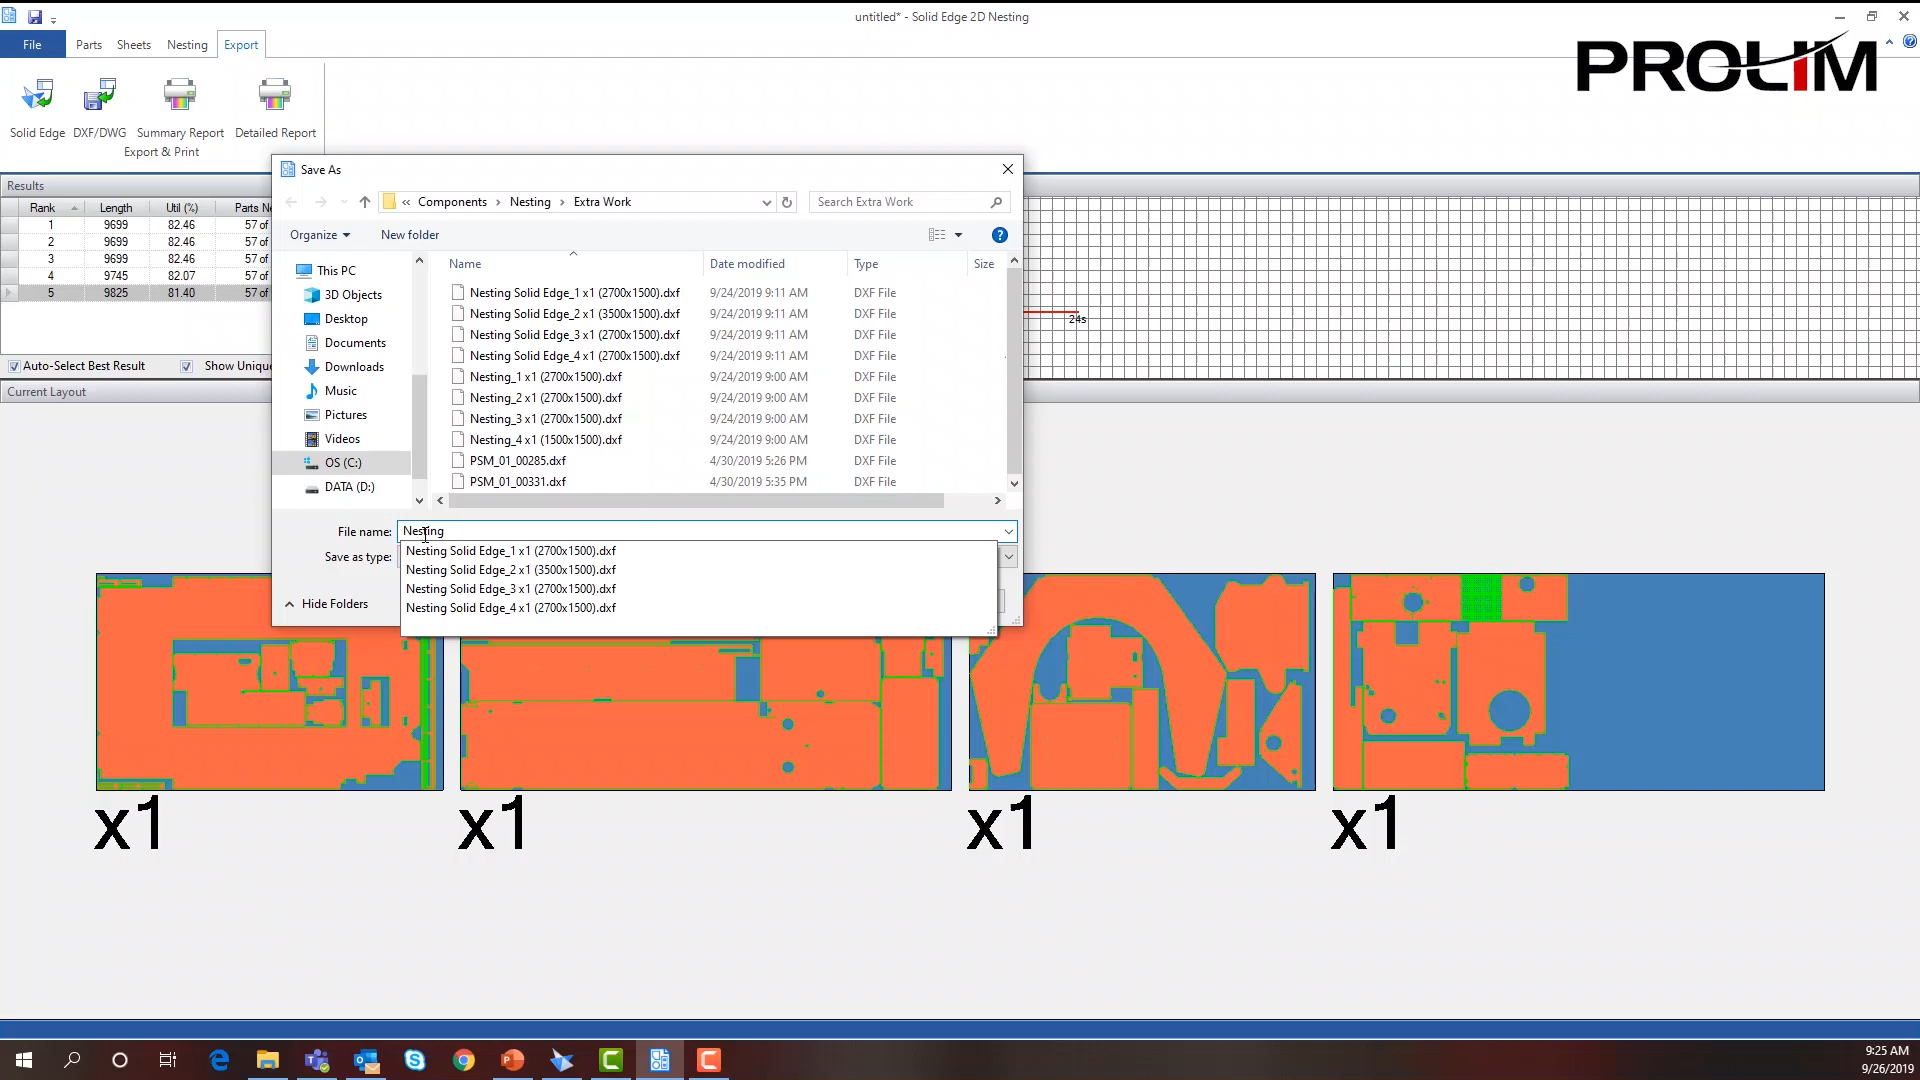 untitled* - Solid Edge 2D Nesting
File Parts Sheets Nesting Export
PROLIM
Solid Edge DXF/DWG Summary Report Detailed Report
Export & Print
Save As
Results
« Components › Nesting › Extra Work
Search Extra Work
Rank Length Util (%)
1 9699 82.46 57 of
2 9699 82.46 57 of
3 9699 82.46 57 of
4 9745 82.07 57 of
5 9825 81.40 57 of
Organize New folder
This PC
3D Objects
Desktop
Documents
Downloads
Music
Pictures
Videos
OS (C:)
DATA (D:)
Name Date modified Type Size
Nesting Solid Edge_1 x1 (2700x1500).dxf 9/24/2019 9:11 AM DXF File
Nesting Solid Edge_2 x1 (3500x1500).dxf 9/24/2019 9:11 AM DXF File
Nesting Solid Edge_3 x1 (2700x1500).dxf 9/24/2019 9:11 AM DXF File
Nesting Solid Edge_4 x1 (2700x1500).dxf 9/24/2019 9:11 AM DXF File
Nesting_1 x1 (2700x1500).dxf 9/24/2019 9:00 AM DXF File
Nesting_2 x1 (2700x1500).dxf 9/24/2019 9:00 AM DXF File
Nesting_3 x1 (2700x1500).dxf 9/24/2019 9:00 AM DXF File
Nesting_4 x1 (1500x1500).dxf 9/24/2019 9:00 AM DXF File
PSM_01_00285.dxf 4/30/2019 5:26 PM DXF File
PSM_01_00331.dxf 4/30/2019 5:35 PM DXF File
24s
Auto-Select Best Result Show Unique
Current Layout
File name: Nesting
Save as type:
Nesting Solid Edge_1 x1 (2700x1500).dxf
Nesting Solid Edge_2 x1 (3500x1500).dxf
Nesting Solid Edge_3 x1 (2700x1500).dxf
Nesting Solid Edge_4 x1 (2700x1500).dxf
Hide Folders
x1 x1 x1 x1
9:25 AM
9/26/2019